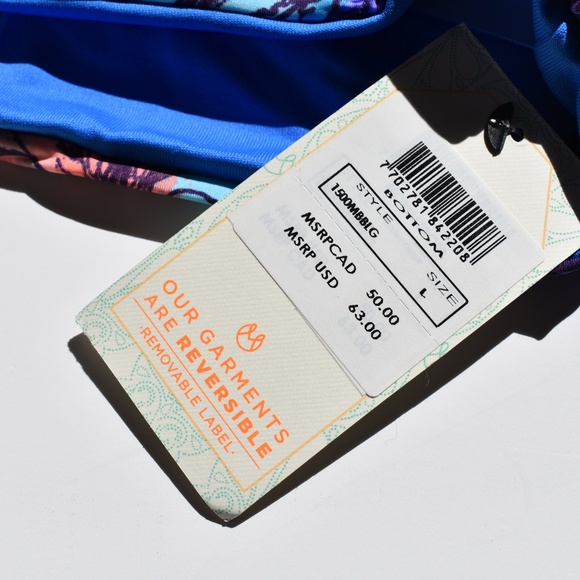 7702781842208
BOTTOM
STYLE SIZE
1500MBBLG L
MSRPCAD 50.00
MSRP USD 63.00
OUR GARMENTS
ARE REVERSIBLE
·REMOVABLE LABEL·